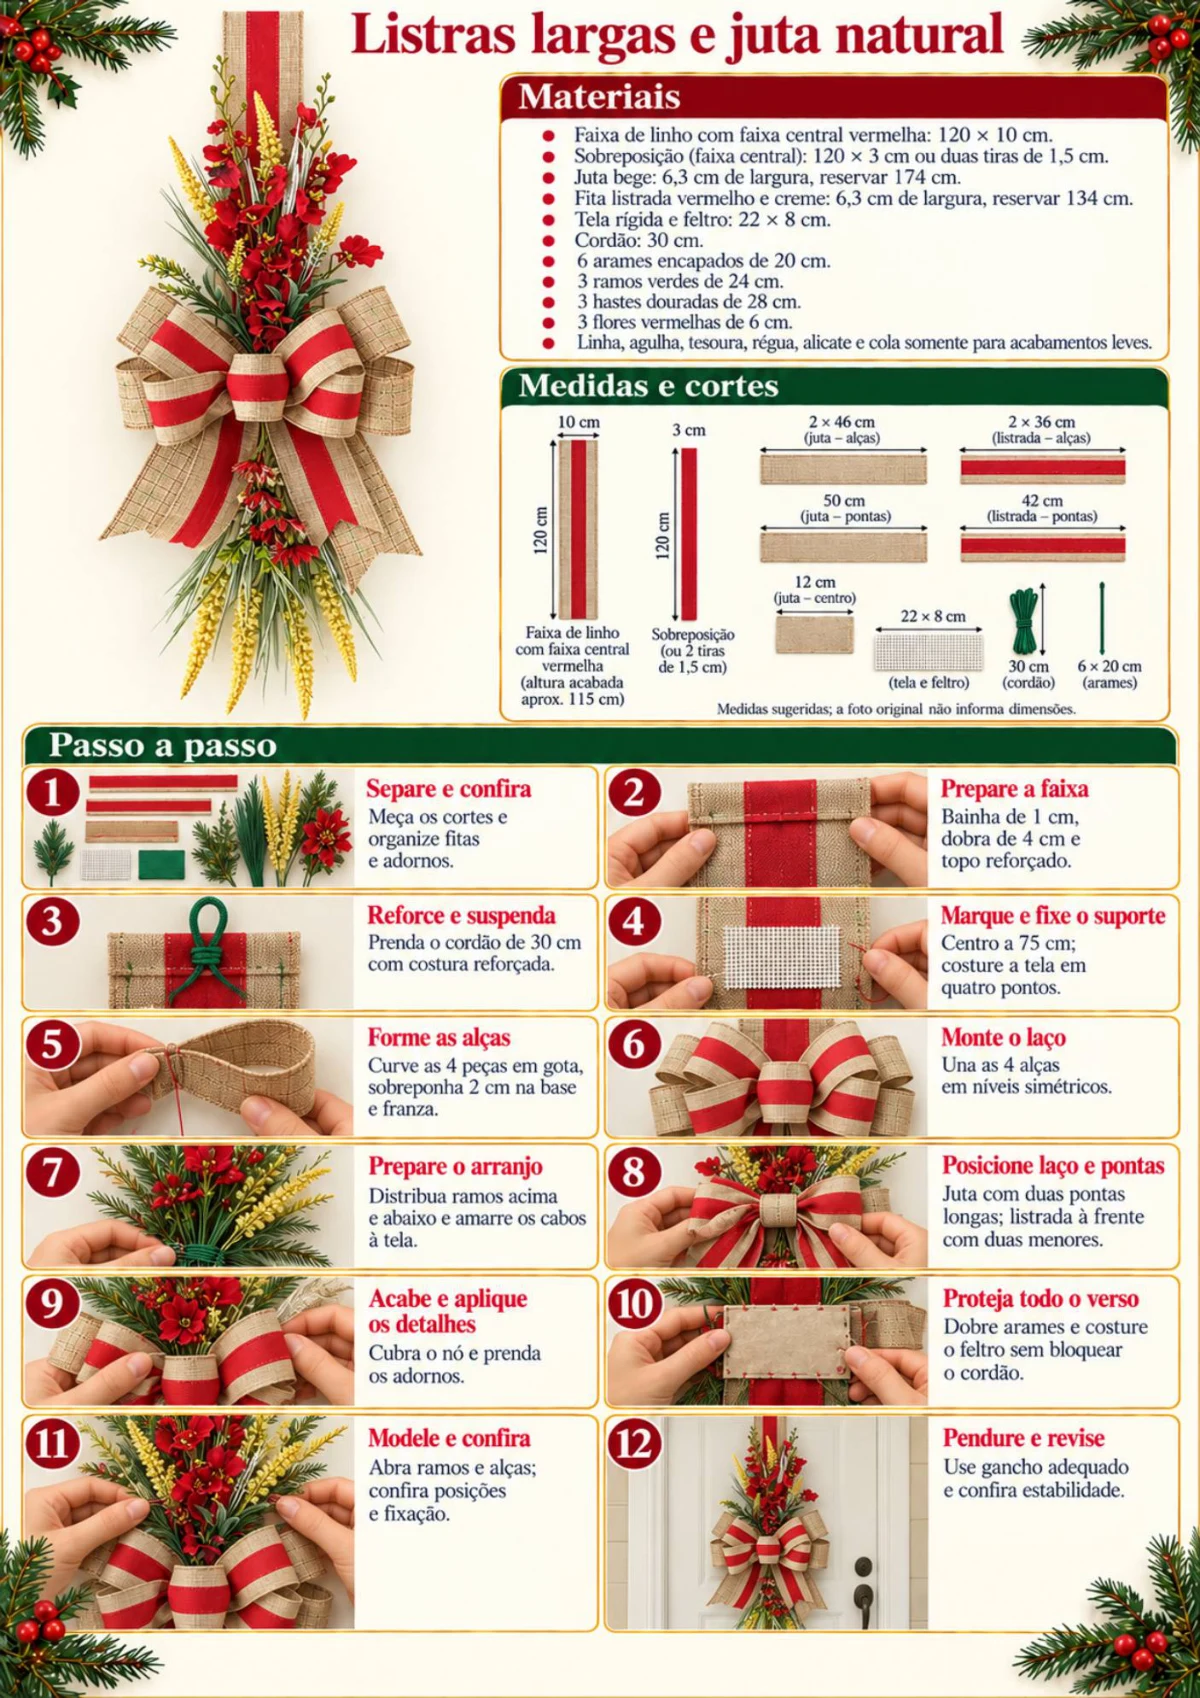 Listras largas e juta natural
Materiais
Faixa de linho com faixa central vermelha: 120 × 10 cm.
Sobreposição (faixa central): 120 × 3 cm ou duas tiras de 1,5 cm.
Juta bege: 6,3 cm de largura, reservar 174 cm.
Fita listrada vermelho e creme: 6,3 cm de largura, reservar 134 cm.
Tela rígida e feltro: 22 × 8 cm.
Cordão: 30 cm.
6 arames encapados de 20 cm.
3 ramos verdes de 24 cm.
3 hastes douradas de 28 cm.
3 flores vermelhas de 6 cm.
Linha, agulha, tesoura, régua, alicate e cola somente para acabamentos leves.
Medidas e cortes
10 cm
120 cm
Faixa de linho
com faixa central
vermelha
(altura acabada
aprox. 115 cm)
3 cm
120 cm
Sobreposição
(ou 2 tiras
de 1,5 cm)
2 × 46 cm
(juta – alças)
2 × 36 cm
(listrada – alças)
50 cm
(juta – pontas)
42 cm
(listrada – pontas)
12 cm
(juta – centro)
22 × 8 cm
(tela e feltro)
30 cm
(cordão)
6 × 20 cm
(arames)
Medidas sugeridas; a foto original não informa dimensões.
Passo a passo
1
Separe e confira
Meça os cortes e
organize fitas
e adornos.
2
Prepare a faixa
Bainha de 1 cm,
dobra de 4 cm e
topo reforçado.
3
Reforce e suspenda
Prenda o cordão de 30 cm
com costura reforçada.
4
Marque e fixe o suporte
Centro a 75 cm;
costure a tela em
quatro pontos.
5
Forme as alças
Curve as 4 peças em gota,
sobreponha 2 cm na base
e franza.
6
Monte o laço
Una as 4 alças
em níveis simétricos.
7
Prepare o arranjo
Distribua ramos acima
e abaixo e amarre os cabos
à tela.
8
Posicione laço e pontas
Juta com duas pontas
longas; listrada à frente
com duas menores.
9
Acabe e aplique
os detalhes
Cubra o nó e prenda
os adornos.
10
Proteja todo o verso
Dobre arames e costure
o feltro sem bloquear
o cordão.
11
Modele e confira
Abra ramos e alças;
confira posições
e fixação.
12
Pendure e revise
Use gancho adequado
e confira estabilidade.